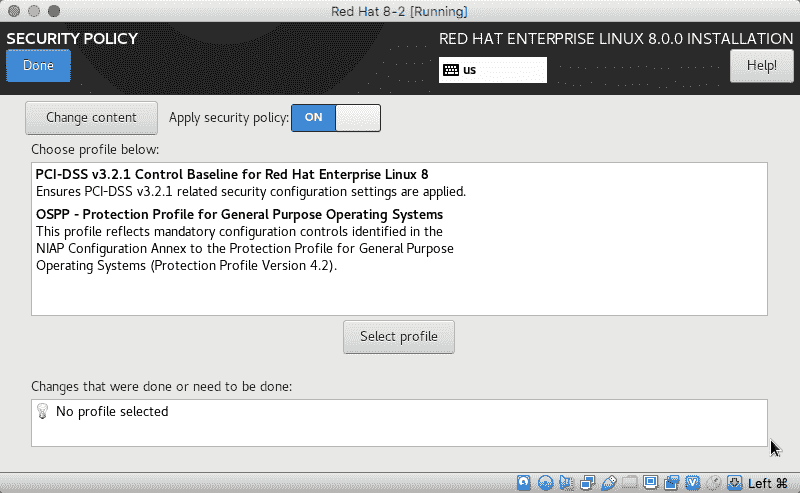 Red Hat 8-2 [Running]
SECURITY POLICY
RED HAT ENTERPRISE LINUX 8.0.0 INSTALLATION
Done
us
Help!
Change content
Apply security policy:
ON
Choose profile below:
PCI-DSS v3.2.1 Control Baseline for Red Hat Enterprise Linux 8
Ensures PCI-DSS v3.2.1 related security configuration settings are applied.
OSPP - Protection Profile for General Purpose Operating Systems
This profile reflects mandatory configuration controls identified in the
NIAP Configuration Annex to the Protection Profile for General Purpose
Operating Systems (Protection Profile Version 4.2).
Select profile
Changes that were done or need to be done:
No profile selected
Left ⌘